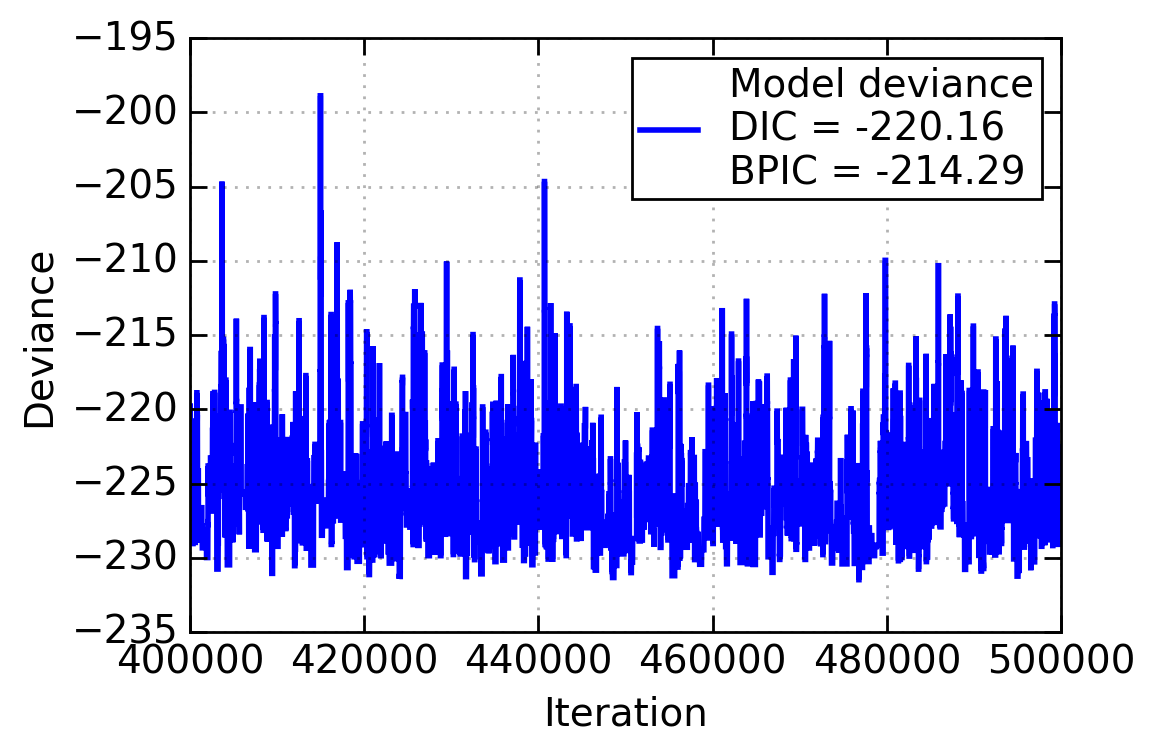 −195
−200
−205
−210
−215
−220
−225
−230
−235
Deviance
Model deviance
DIC = -220.16
BPIC = -214.29
400000 420000 440000 460000 480000 500000
Iteration